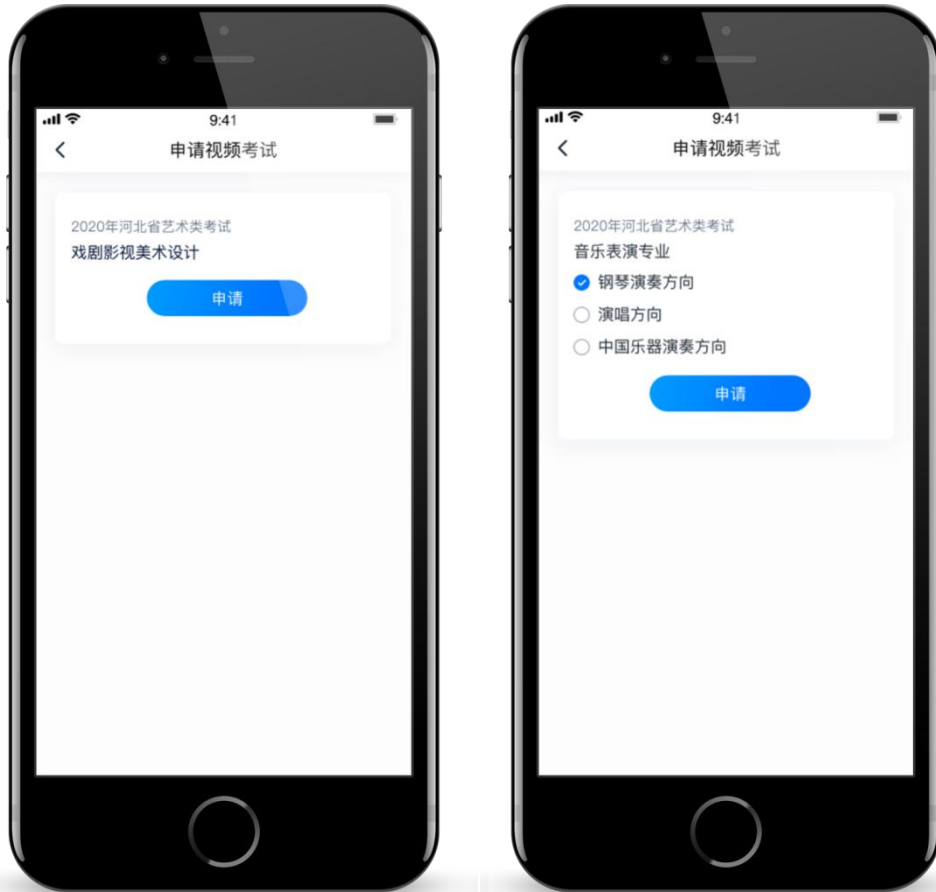 9:41
申请视频考试
2020年河北省艺术类考试
戏剧影视美术设计
申请
9:41
申请视频考试
2020年河北省艺术类考试
音乐表演专业
钢琴演奏方向
演唱方向
中国乐器演奏方向
申请